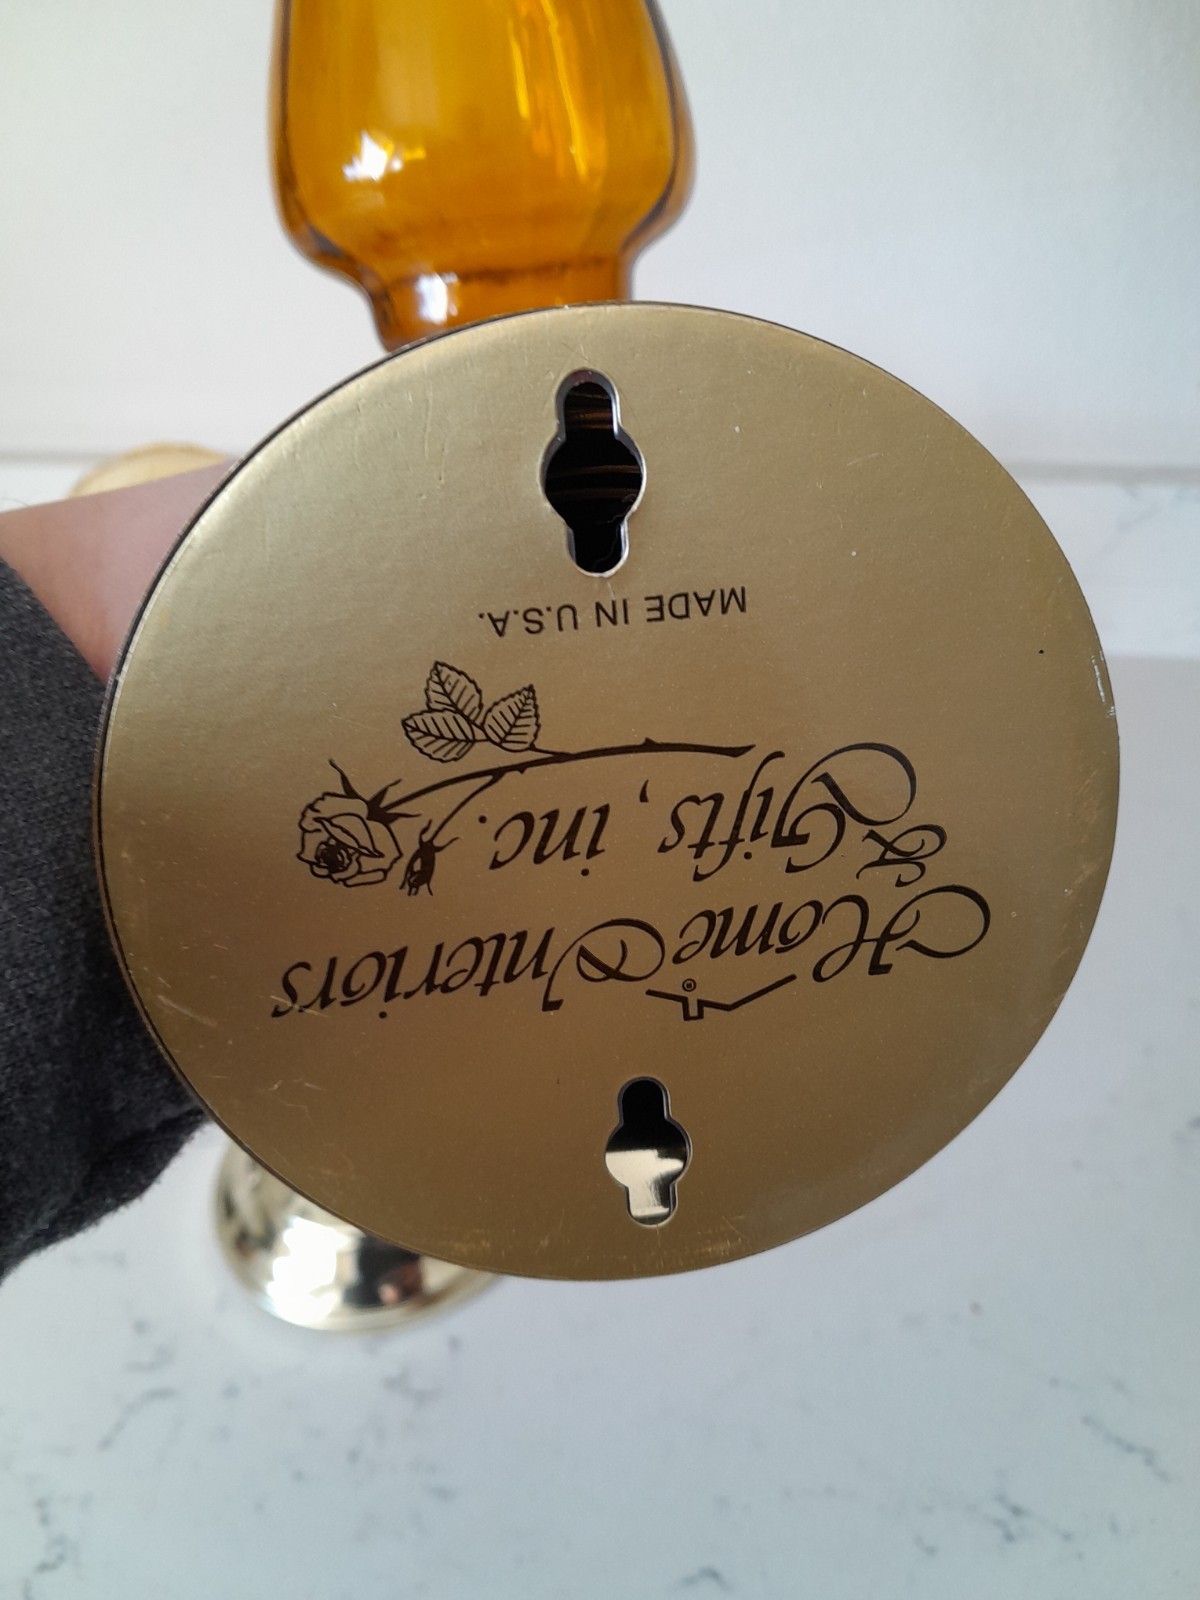 Home Interiors
& Gifts, inc.
MADE IN U.S.A.
®